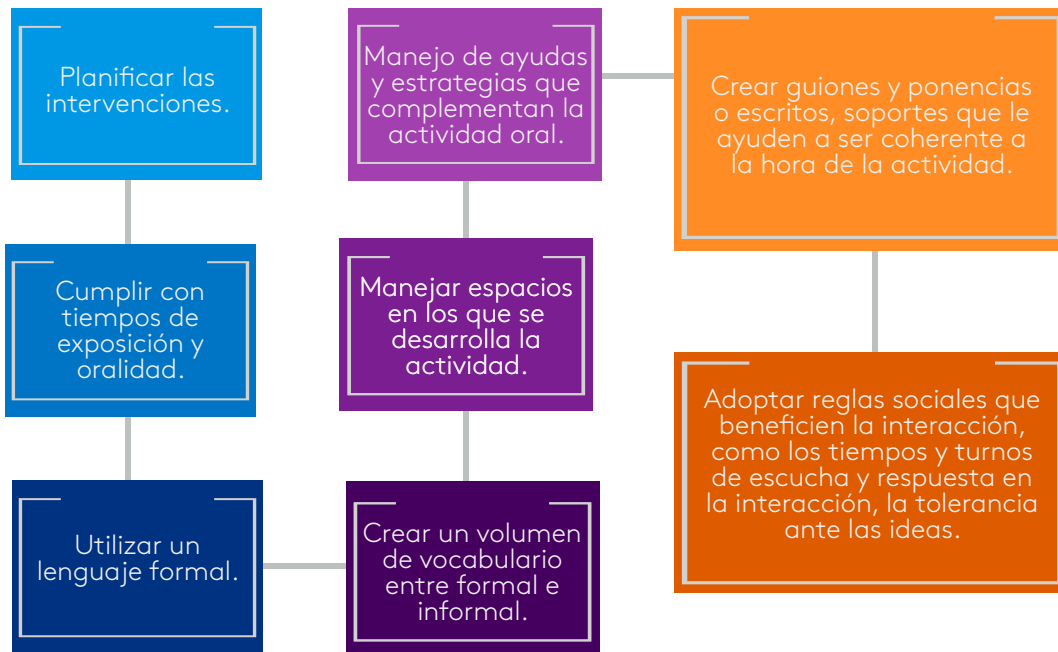 Planificar las
intervenciones.
Cumplir con
tiempos de
exposición y
oralidad.
Utilizar un
lenguaje formal.
Crear un volumen
de vocabulario
entre formal e
informal.
Manejar espacios
en los que se
desarrolla la
actividad.
Manejo de ayudas
y estrategias que
complementan la
actividad oral.
Crear guiones y ponencias
o escritos, soportes que le
ayuden a ser coherente a
la hora de la actividad.
Adoptar reglas sociales que
beneficien la interacción,
como los tiempos y turnos
de escucha y respuesta en
la interacción, la tolerancia
ante las ideas.